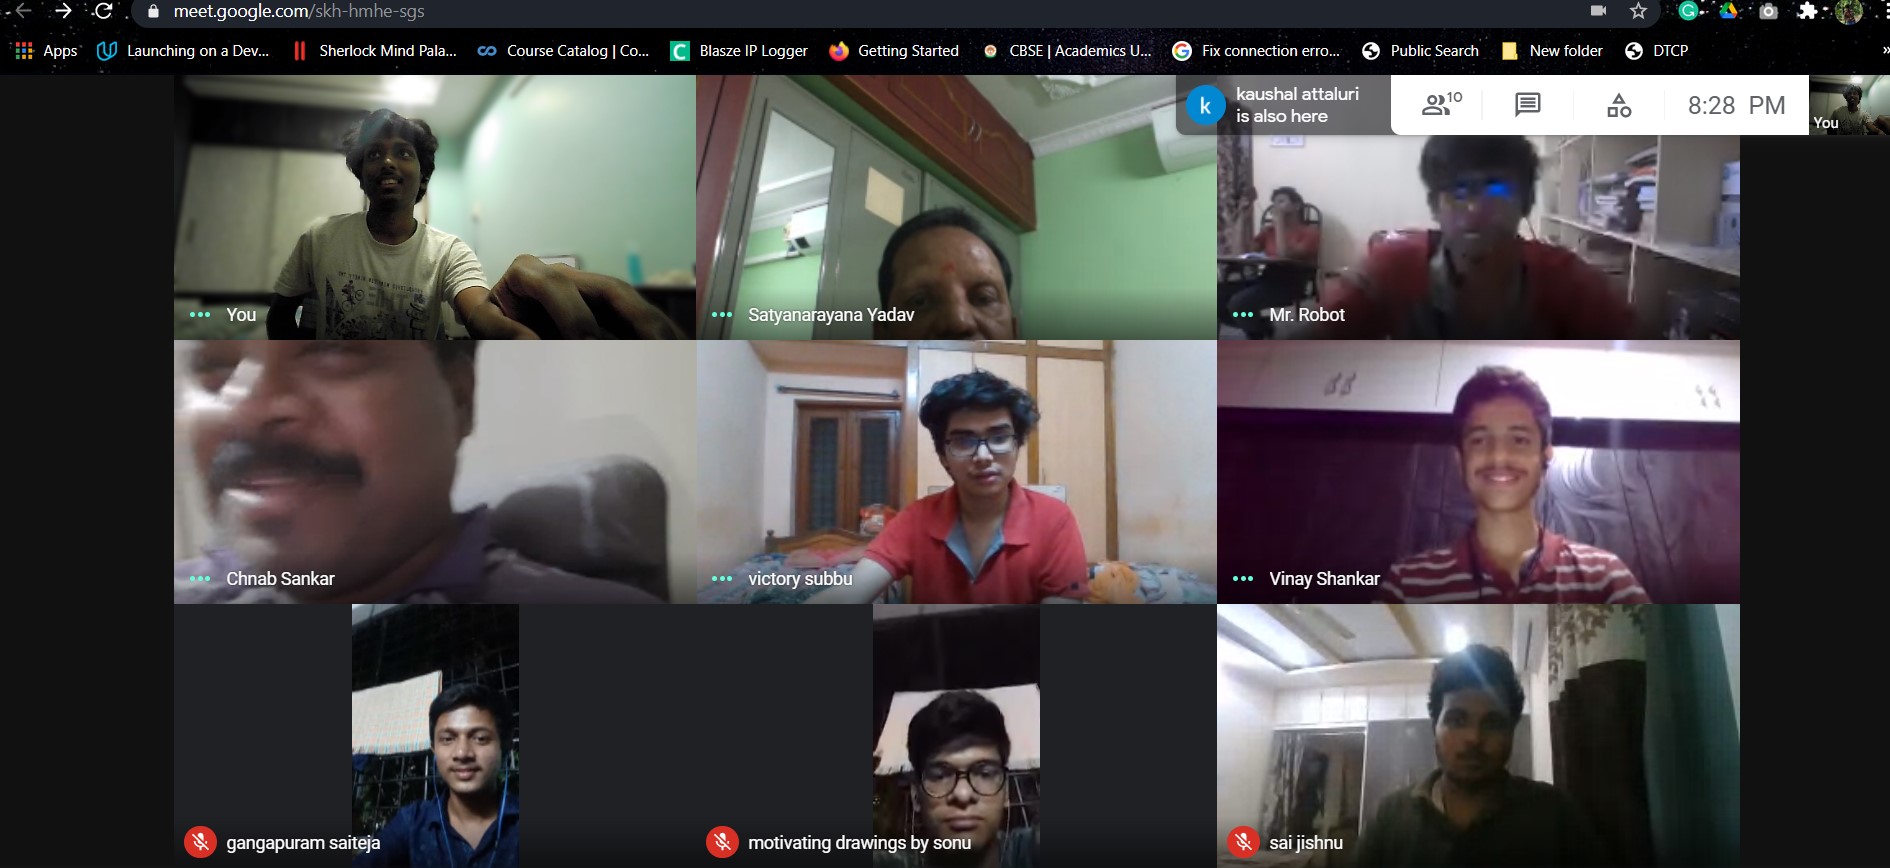 meet.google.com/skh-hmhe-sgs
Apps
Launching on a Dev...
Sherlock Mind Pala...
Course Catalog | Co...
Blasze IP Logger
Getting Started
CBSE | Academics U...
Fix connection erro...
Public Search
New folder
DTCP
»
k
kaushal attaluri
is also here
10
8:28 PM
You
You
Satyanarayana Yadav
Mr. Robot
Chnab Sankar
victory subbu
Vinay Shankar
gangapuram saiteja
motivating drawings by sonu
sai jishnu